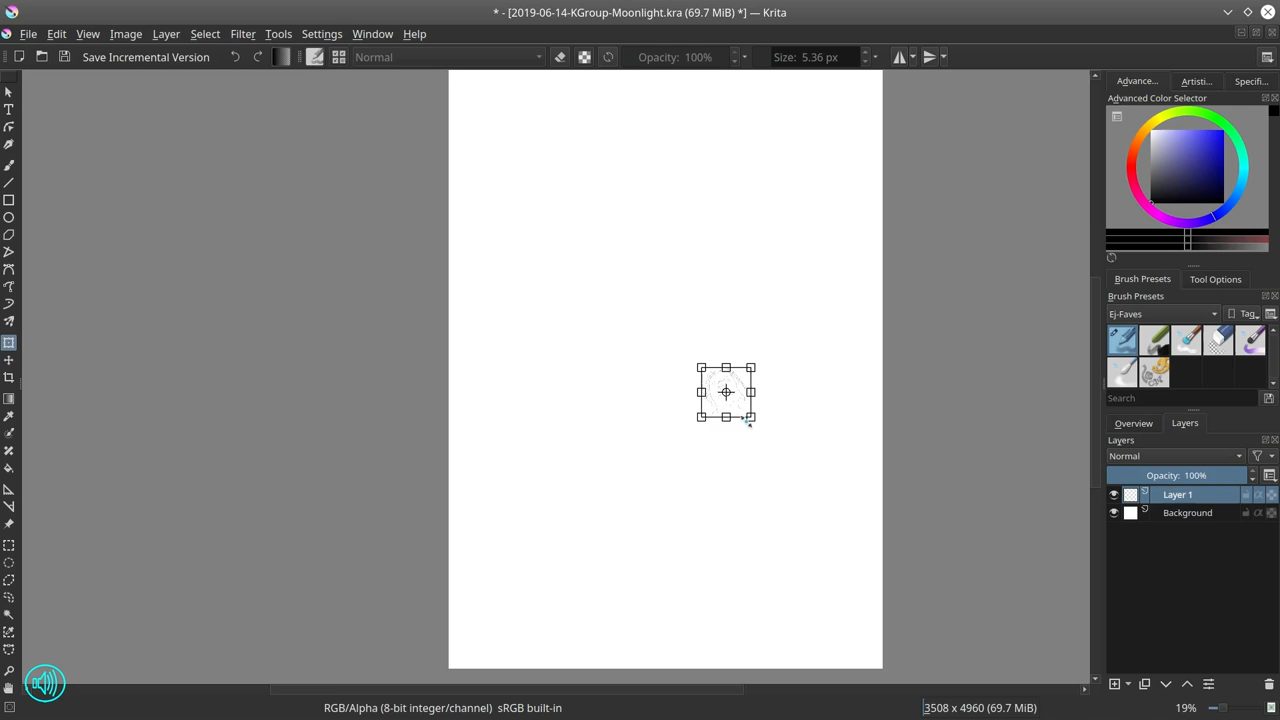 * - [2019-06-14-KGroup-Moonlight.kra (69.7 MiB) *] — Krita
File Edit View Image Layer Select Filter Tools Settings Window Help
Save Incremental Version Normal Opacity: 100% Size: 5.36 px
Advance... Artisti... Specifi...
Advanced Color Selector
Brush Presets Tool Options
Brush Presets
Ej-Faves Tag
Search
Overview Layers
Layers
Normal
Opacity: 100%
Layer 1
Background
RGB/Alpha (8-bit integer/channel) sRGB built-in 3508 x 4960 (69.7 MiB) 19%